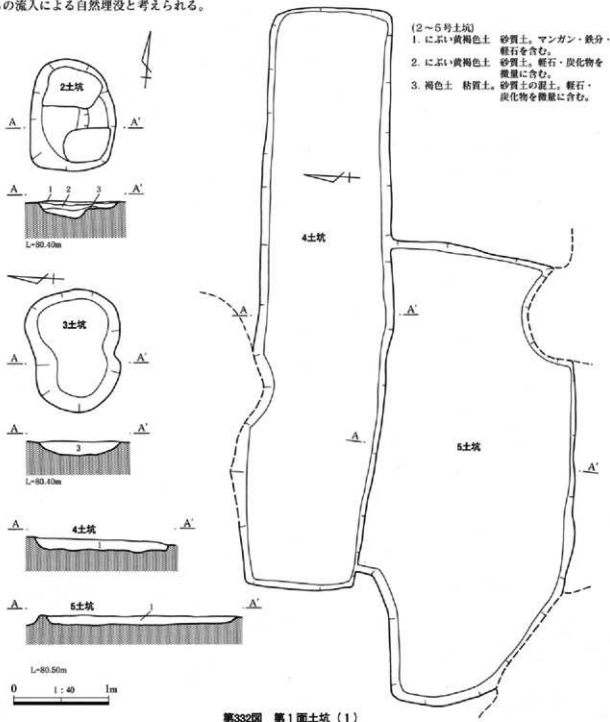 の流入による自然埋没と考えられる。
(2～5号土坑)
1. にぶい黄褐色土 砂質土。マンガン・鉄分・
軽石を含む。
2. にぶい黄褐色土 砂質土。軽石・炭化物を
微量に含む。
3. 褐色土 粘質土。砂質土の混土。軽石・
炭化物を微量に含む。
2土坑
A A'
A 1 2 3 A'
L=80.40m
3土坑
A A'
A A'
3
L=80.40m
4土坑
A A'
1
5土坑
A 1 A'
L=80.50m
0 1:40 1m
4土坑
A A'
5土坑
A A'
第332図 第1面土坑（1）